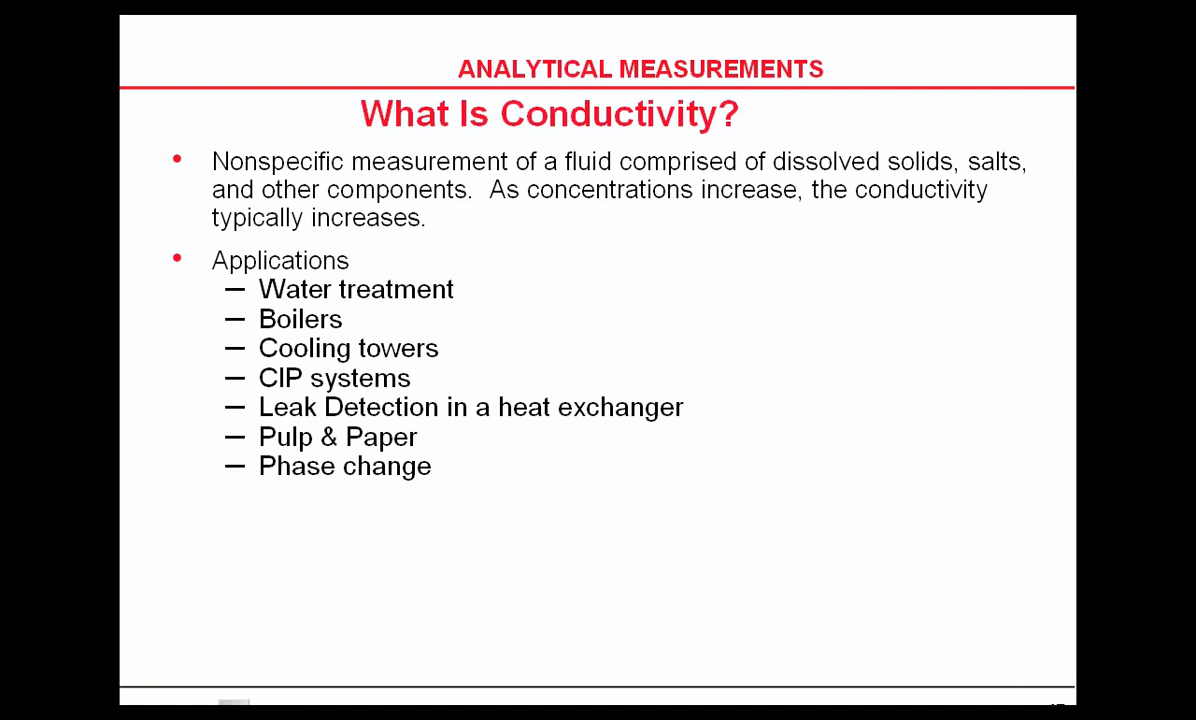 ANALYTICAL MEASUREMENTS
What Is Conductivity?
• Nonspecific measurement of a fluid comprised of dissolved solids, salts,
and other components.  As concentrations increase, the conductivity
typically increases.
• Applications
– Water treatment
– Boilers
– Cooling towers
– CIP systems
– Leak Detection in a heat exchanger
– Pulp & Paper
– Phase change